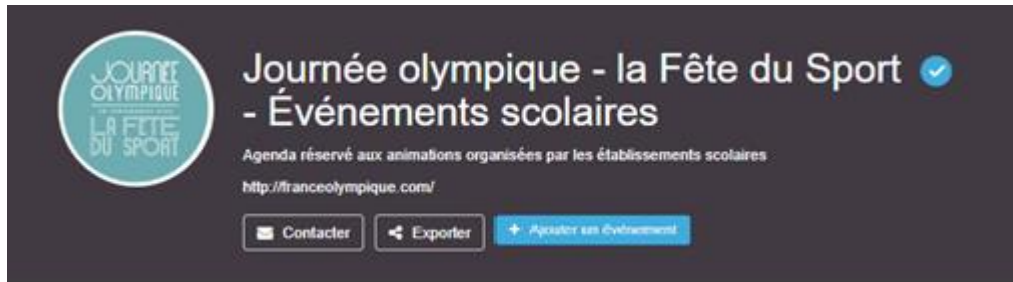 JOURNÉE
OLYMPIQUE
LA FÊTE
DU SPORT
Journée olympique - la Fête du Sport
- Événements scolaires
Agenda réservé aux animations organisées par les établissements scolaires
http://franceolympique.com/
Contacter
Exporter
+ Ajouter un événement